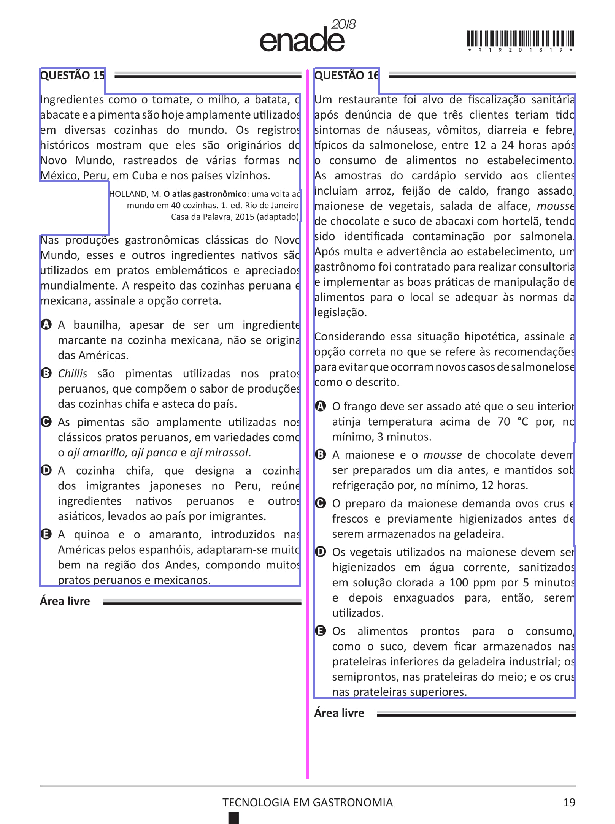 enade 2018
QUESTÃO 15
Ingredientes como o tomate, o milho, a batata, o
abacate e a pimenta são hoje amplamente utilizados
em diversas cozinhas do mundo. Os registros
históricos mostram que eles são originários do
Novo Mundo, rastreados de várias formas no
México, Peru, em Cuba e nos países vizinhos.
HOLLAND, M. O atlas gastronômico: uma volta ao
mundo em 40 cozinhas. 1. ed. Rio de Janeiro:
Casa da Palavra, 2015 (adaptado).
Nas produções gastronômicas clássicas do Novo
Mundo, esses e outros ingredientes nativos são
utilizados em pratos emblemáticos e apreciados
mundialmente. A respeito das cozinhas peruana e
mexicana, assinale a opção correta.
A A baunilha, apesar de ser um ingrediente
marcante na cozinha mexicana, não se origina
das Américas.
B Chillis são pimentas utilizadas nos pratos
peruanos, que compõem o sabor de produções
das cozinhas chifa e asteca do país.
C As pimentas são amplamente utilizadas nos
clássicos pratos peruanos, em variedades como
o ají amarillo, ají panca e ají mirassol.
D A cozinha chifa, que designa a cozinha
dos imigrantes japoneses no Peru, reúne
ingredientes nativos peruanos e outros
asiáticos, levados ao país por imigrantes.
E A quinoa e o amaranto, introduzidos nas
Américas pelos espanhóis, adaptaram-se muito
bem na região dos Andes, compondo muitos
pratos peruanos e mexicanos.
Área livre
QUESTÃO 16
Um restaurante foi alvo de fiscalização sanitária
após denúncia de que três clientes teriam tido
sintomas de náuseas, vômitos, diarreia e febre,
típicos da salmonelose, entre 12 a 24 horas após
o consumo de alimentos no estabelecimento.
As amostras do cardápio servido aos clientes
incluíam arroz, feijão de caldo, frango assado,
maionese de vegetais, salada de alface, mousse
de chocolate e suco de abacaxi com hortelã, tendo
sido identificada contaminação por salmonela.
Após multa e advertência ao estabelecimento, um
gastrônomo foi contratado para realizar consultoria
e implementar as boas práticas de manipulação de
alimentos para o local se adequar às normas da
legislação.
Considerando essa situação hipotética, assinale a
opção correta no que se refere às recomendações
para evitar que ocorram novos casos de salmonelose
como o descrito.
A O frango deve ser assado até que o seu interior
atinja temperatura acima de 70 °C por, no
mínimo, 3 minutos.
B A maionese e o mousse de chocolate devem
ser preparados um dia antes, e mantidos sob
refrigeração por, no mínimo, 12 horas.
C O preparo da maionese demanda ovos crus e
frescos e previamente higienizados antes de
serem armazenados na geladeira.
D Os vegetais utilizados na maionese devem ser
higienizados em água corrente, sanitizados
em solução clorada a 100 ppm por 5 minutos
e depois enxaguados para, então, serem
utilizados.
E Os alimentos prontos para o consumo,
como o suco, devem ficar armazenados nas
prateleiras inferiores da geladeira industrial; os
semiprontos, nas prateleiras do meio; e os crus
nas prateleiras superiores.
Área livre
TECNOLOGIA EM GASTRONOMIA
19